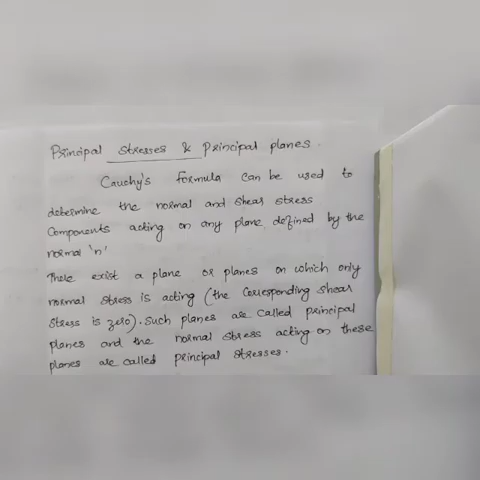 Principal stresses & principal planes.
Cauchy's formula can be used to
determine the normal and shear stress
components acting on any plane defined by the
normal 'n'
There exist a plane or planes on which only
normal stress is acting (the corresponding shear
stress is zero). Such planes are called principal
planes and the normal stress acting on these
planes are called principal stresses.